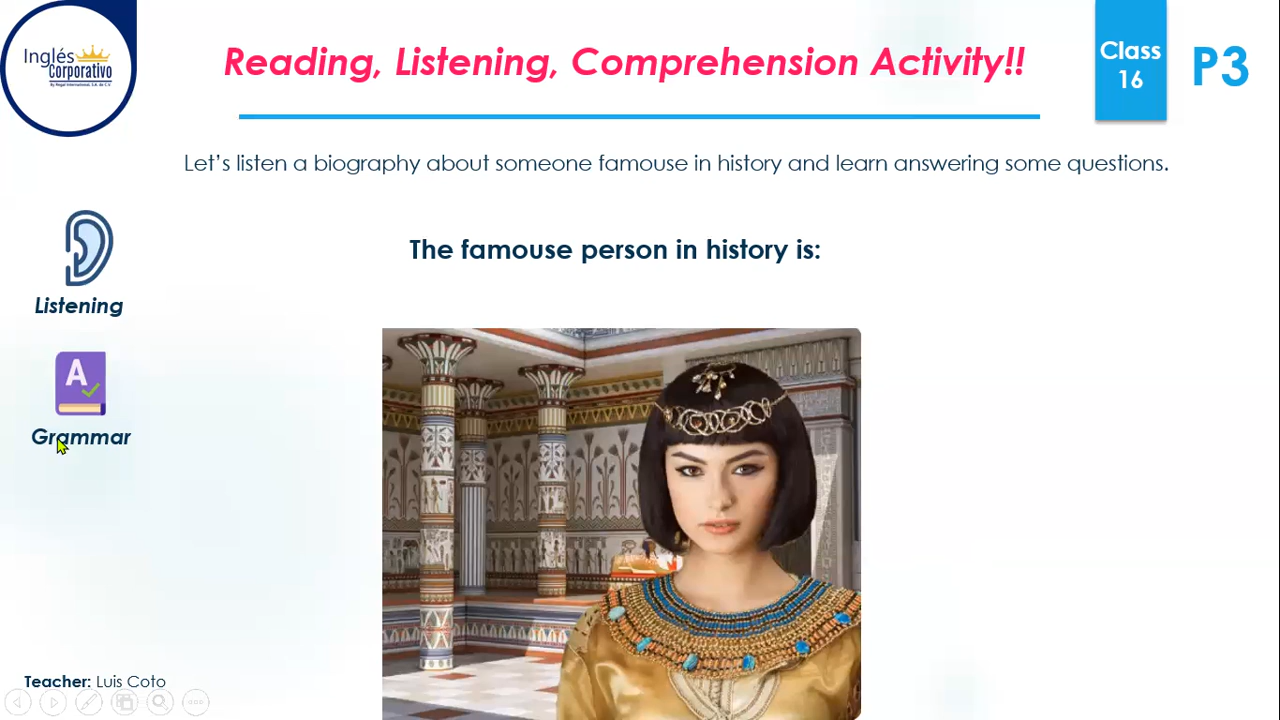 Inglés
Corporativo
By Regal International, S.A. de C.V
Reading, Listening, Comprehension Activity!!
Class
16
P3
Let's listen a biography about someone famouse in history and learn answering some questions.
The famouse person in history is:
Listening
A
Grammar
Teacher: Luis Coto